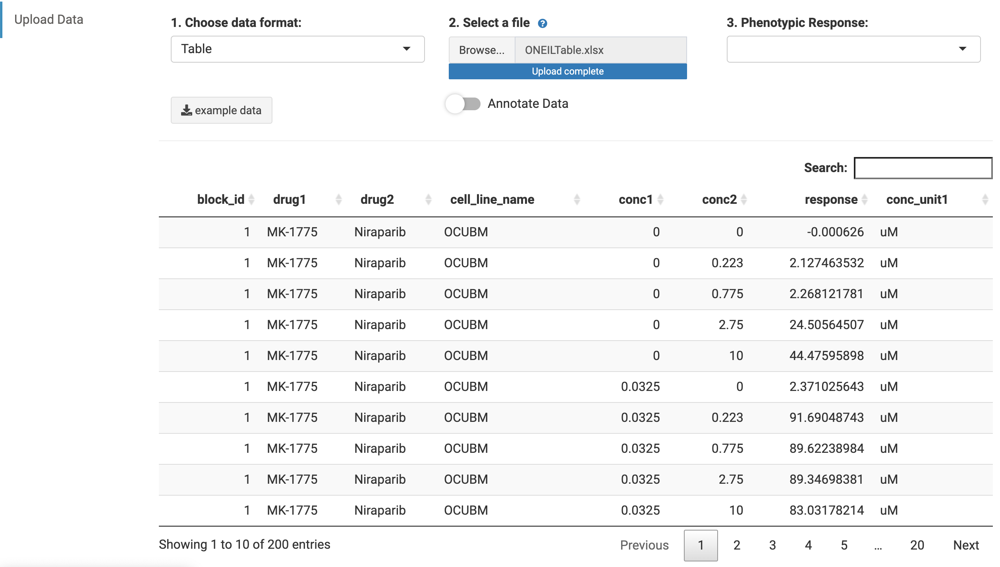 Upload Data
1. Choose data format:
Table
example data
2. Select a file ?
Browse... ONEILTable.xlsx
Upload complete
Annotate Data
3. Phenotypic Response:
Search:
block_id drug1 drug2 cell_line_name conc1 conc2 response conc_unit1
1 MK-1775 Niraparib OCUBM 0 0 -0.000626 uM
1 MK-1775 Niraparib OCUBM 0 0.223 2.127463532 uM
1 MK-1775 Niraparib OCUBM 0 0.775 2.268121781 uM
1 MK-1775 Niraparib OCUBM 0 2.75 24.50564507 uM
1 MK-1775 Niraparib OCUBM 0 10 44.47595898 uM
1 MK-1775 Niraparib OCUBM 0.0325 0 2.371025643 uM
1 MK-1775 Niraparib OCUBM 0.0325 0.223 91.69048743 uM
1 MK-1775 Niraparib OCUBM 0.0325 0.775 89.62238984 uM
1 MK-1775 Niraparib OCUBM 0.0325 2.75 89.34698381 uM
1 MK-1775 Niraparib OCUBM 0.0325 10 83.03178214 uM
Showing 1 to 10 of 200 entries
Previous 1 2 3 4 5 ... 20 Next